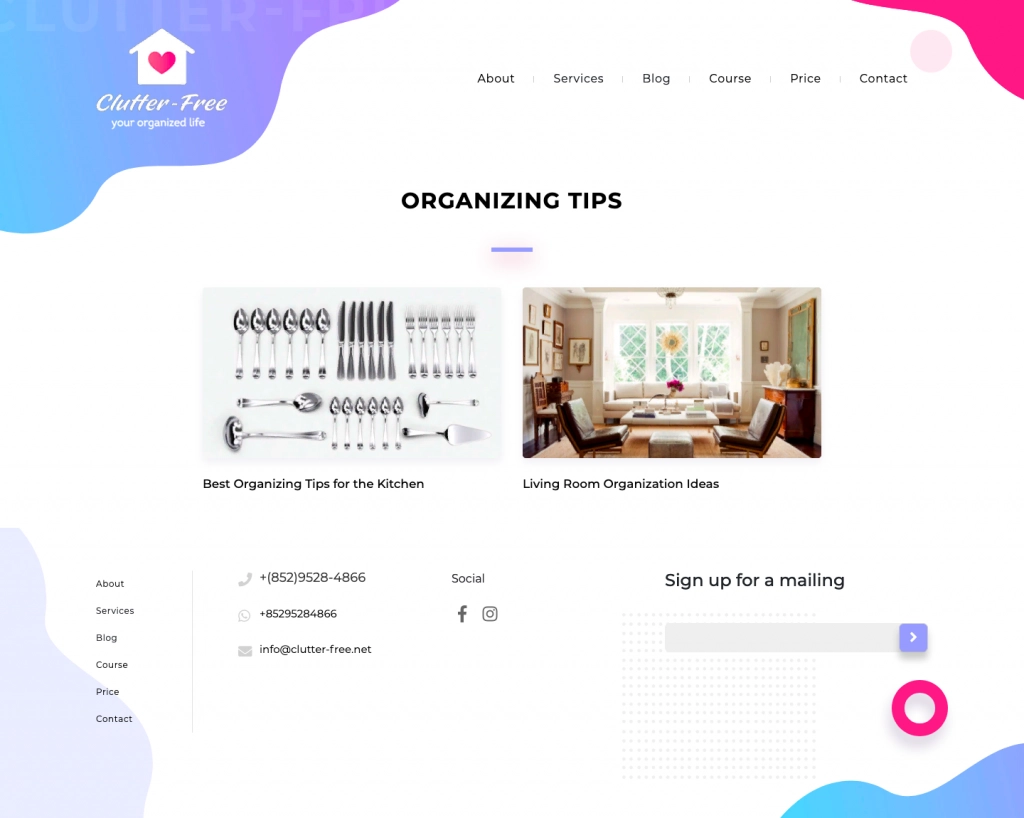 CLUTTER-FR
Clutter-Free
your organized life
About
Services
Blog
Course
Price
Contact
ORGANIZING TIPS
Best Organizing Tips for the Kitchen
Living Room Organization Ideas
About
Services
Blog
Course
Price
Contact
+(852)9528-4866
+85295284866
info@clutter-free.net
Social
Sign up for a mailing